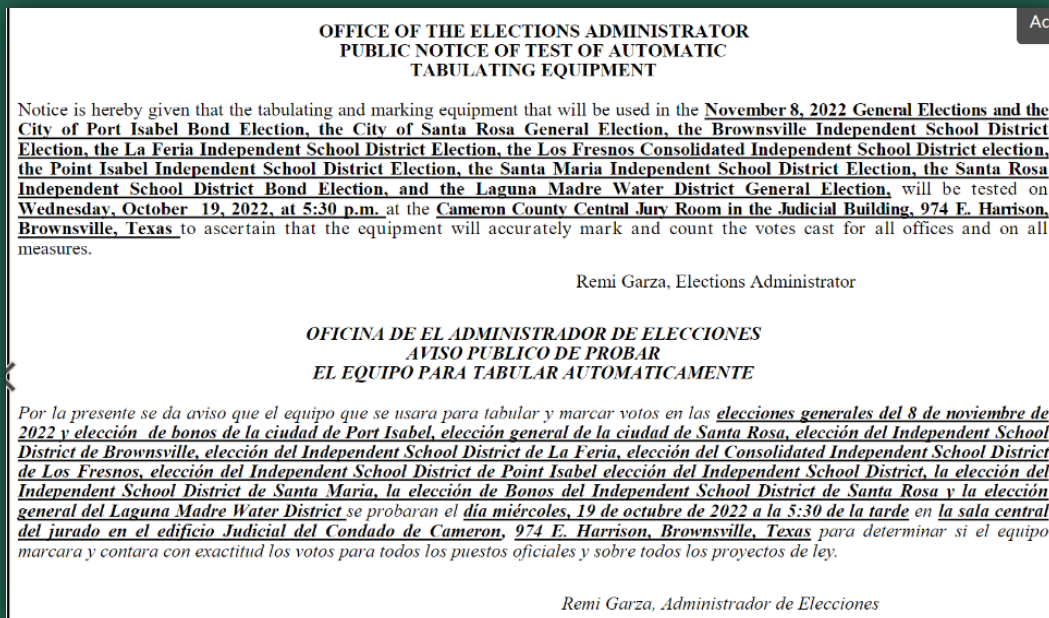 Ad
OFFICE OF THE ELECTIONS ADMINISTRATOR
PUBLIC NOTICE OF TEST OF AUTOMATIC
TABULATING EQUIPMENT
Notice is hereby given that the tabulating and marking equipment that will be used in the November 8, 2022 General Elections and the
City of Port Isabel Bond Election, the City of Santa Rosa General Election, the Brownsville Independent School District
Election, the La Feria Independent School District Election, the Los Fresnos Consolidated Independent School District election,
the Point Isabel Independent School District Election, the Santa Maria Independent School District Election, the Santa Rosa
Independent School District Bond Election, and the Laguna Madre Water District General Election, will be tested on
Wednesday, October 19, 2022, at 5:30 p.m. at the Cameron County Central Jury Room in the Judicial Building, 974 E. Harrison,
Brownsville, Texas to ascertain that the equipment will accurately mark and count the votes cast for all offices and on all
measures.
Remi Garza, Elections Administrator
OFICINA DE EL ADMINISTRADOR DE ELECCIONES
AVISO PUBLICO DE PROBAR
EL EQUIPO PARA TABULAR AUTOMATICAMENTE
Por la presente se da aviso que el equipo que se usara para tabular y marcar votos en las elecciones generales del 8 de noviembre de
2022 y elección de bonos de la ciudad de Port Isabel, elección general de la ciudad de Santa Rosa, elección del Independent School
District de Brownsville, elección del Independent School District de La Feria, elección del Consolidated Independent School District
de Los Fresnos, elección del Independent School District de Point Isabel elección del Independent School District, la elección del
Independent School District de Santa Maria, la elección de Bonos del Independent School District de Santa Rosa y la elección
general del Laguna Madre Water District se probaran el día miércoles, 19 de octubre de 2022 a la 5:30 de la tarde en la sala central
del jurado en el edificio Judicial del Condado de Cameron, 974 E. Harrison, Brownsville, Texas para determinar si el equipo
marcara y contara con exactitud los votos para todos los puestos oficiales y sobre todos los proyectos de ley.
Remi Garza, Administrador de Elecciones